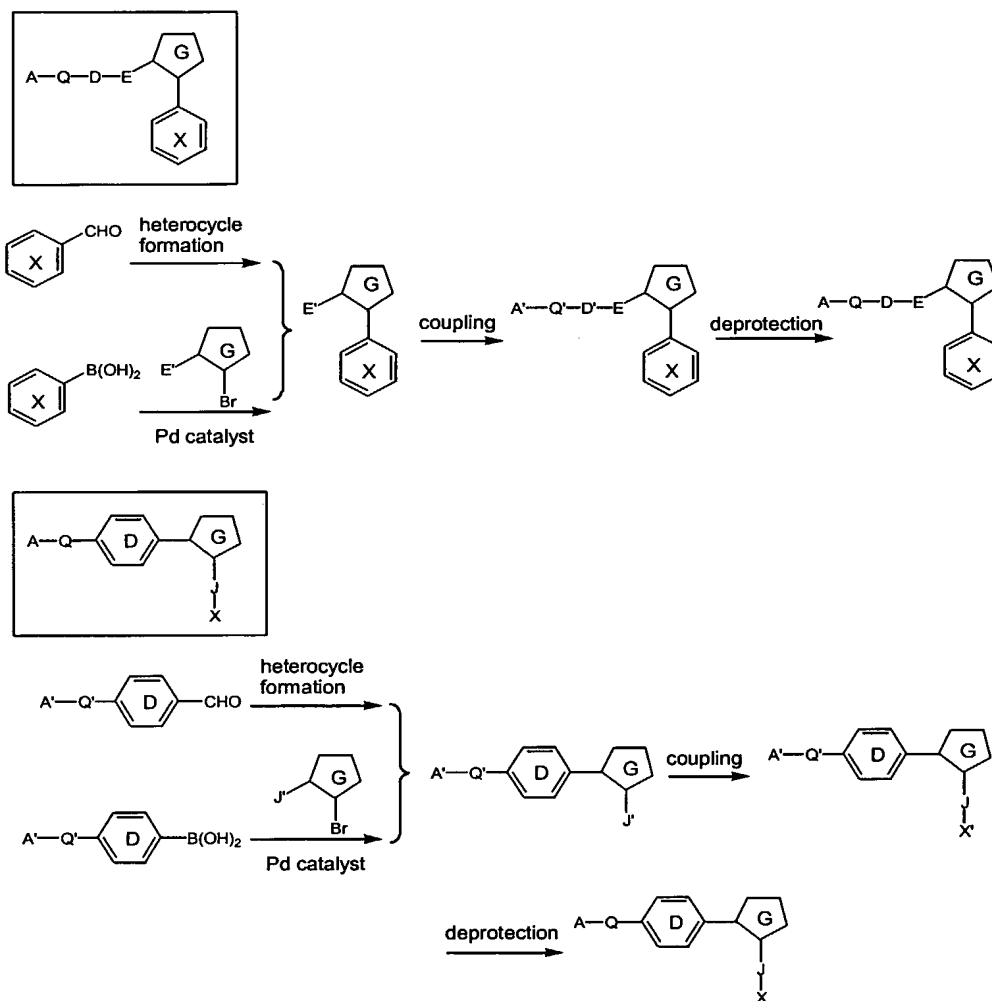 G
A—Q—D—E
X
CHO
heterocycle
formation
X
G
E'
Br
B(OH)₂
X
Pd catalyst
G
E'
X
coupling
G
A'—Q'—D'—E
X
deprotection
G
A—Q—D—E
X
A—Q
D
G
J
X
A'—Q'
D
CHO
heterocycle
formation
G
J'
Br
A'—Q'
D
B(OH)₂
Pd catalyst
A'—Q'
D
G
J'
coupling
A'—Q'
D
G
J
X'
deprotection
A—Q
D
G
J
X